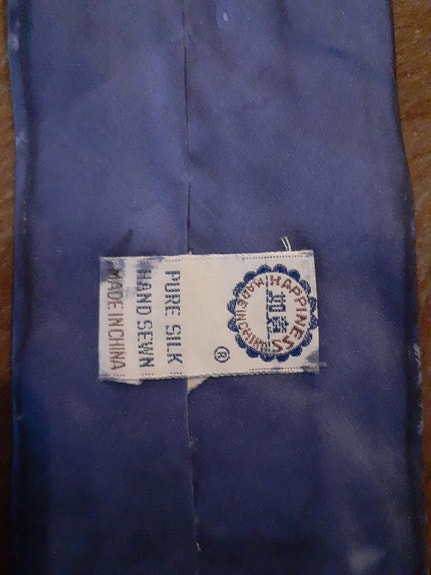 HAPPINESS
MADE IN CHINA
®
PURE SILK
HAND SEWN
MADE IN CHINA